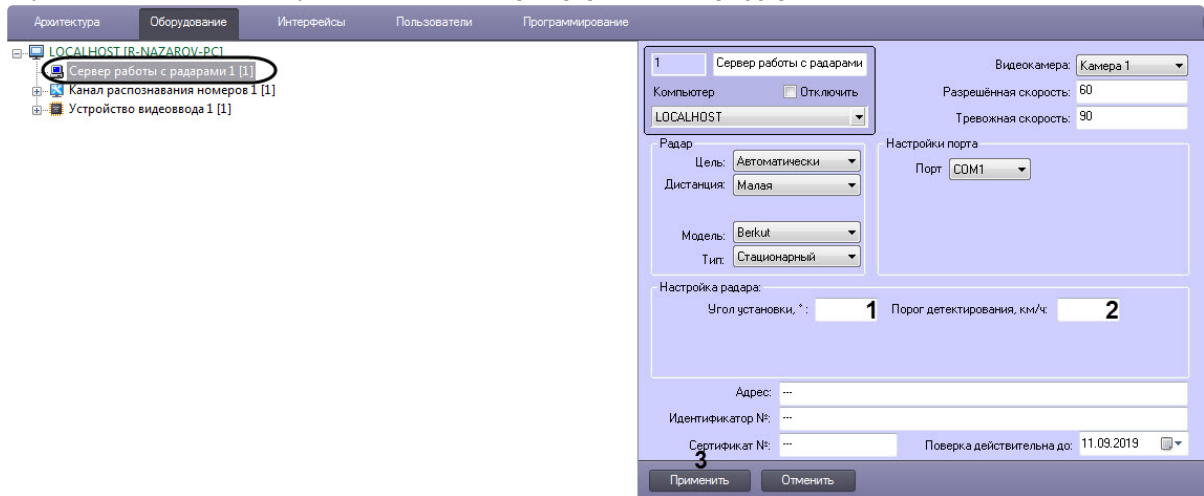 Архитектура Оборудование Интерфейсы Пользователи Программирование
LOCALHOST [R-NAZAROV-PC]
Сервер работы с радарами 1 [1]
Канал распознавания номеров 1 [1]
Устройство видеоввода 1 [1]
1 Сервер работы с радарами
Компьютер Отключить
LOCALHOST
Видеокамера: Камера 1
Разрешённая скорость: 60
Тревожная скорость: 90
Радар
Цель: Автоматически
Дистанция: Малая
Модель: Berkut
Тип: Стационарный
Настройки порта
Порт COM1
Настройка радара:
Угол установки, ° : 1 Порог детектирования, км/ч: 2
Адрес: ---
Идентификатор №: ---
Сертификат №: --- Поверка действительна до: 11.09.2019
3
Применить Отменить